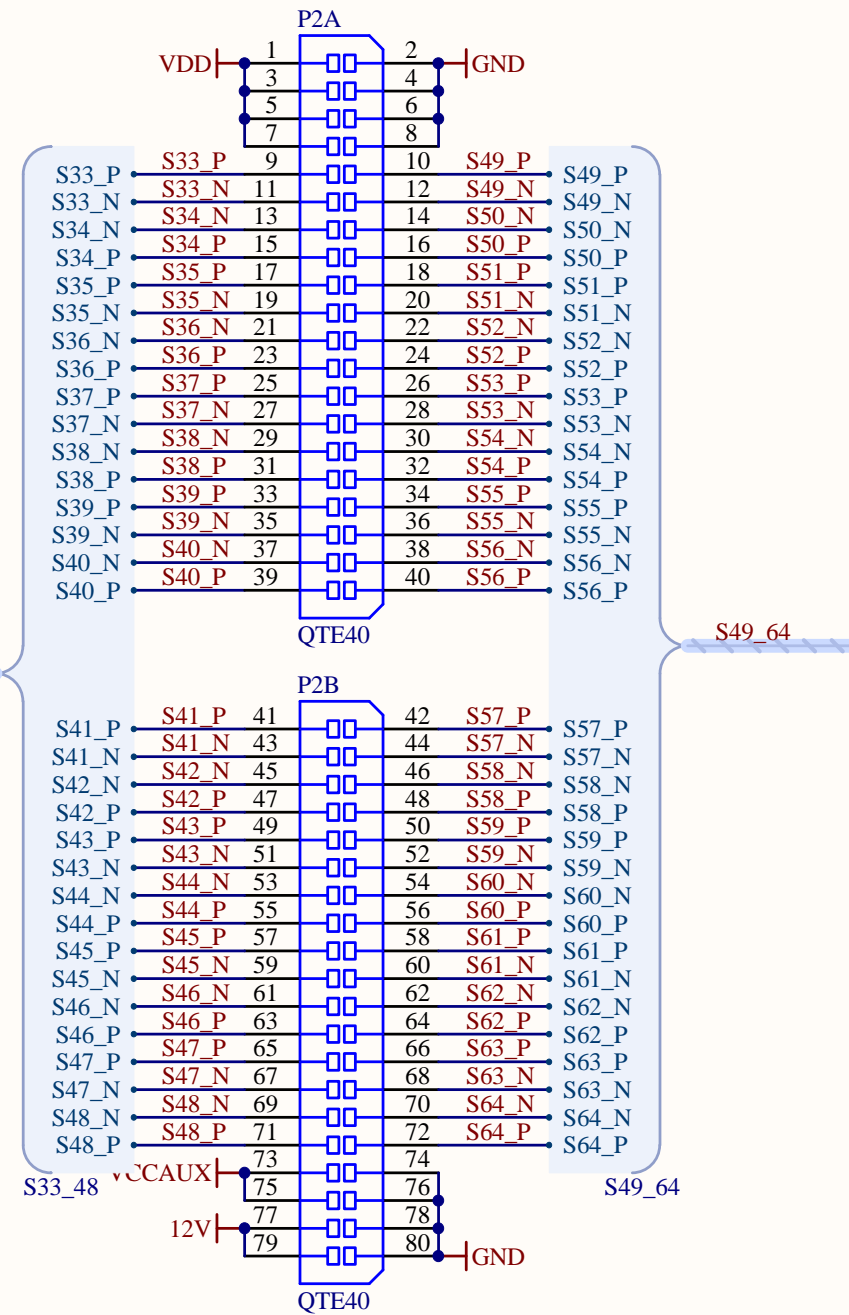 P2A
VDD 1 2 GND
3 4
5 6
7 8
S33_P S33_P 9 10 S49_P S49_P
S33_N S33_N 11 12 S49_N S49_N
S34_N S34_N 13 14 S50_N S50_N
S34_P S34_P 15 16 S50_P S50_P
S35_P S35_P 17 18 S51_P S51_P
S35_N S35_N 19 20 S51_N S51_N
S36_N S36_N 21 22 S52_N S52_N
S36_P S36_P 23 24 S52_P S52_P
S37_P S37_P 25 26 S53_P S53_P
S37_N S37_N 27 28 S53_N S53_N
S38_N S38_N 29 30 S54_N S54_N
S38_P S38_P 31 32 S54_P S54_P
S39_P S39_P 33 34 S55_P S55_P
S39_N S39_N 35 36 S55_N S55_N
S40_N S40_N 37 38 S56_N S56_N
S40_P S40_P 39 40 S56_P S56_P
QTE40 S49_64
P2B
S41_P S41_P 41 42 S57_P S57_P
S41_N S41_N 43 44 S57_N S57_N
S42_N S42_N 45 46 S58_N S58_N
S42_P S42_P 47 48 S58_P S58_P
S43_P S43_P 49 50 S59_P S59_P
S43_N S43_N 51 52 S59_N S59_N
S44_N S44_N 53 54 S60_N S60_N
S44_P S44_P 55 56 S60_P S60_P
S45_P S45_P 57 58 S61_P S61_P
S45_N S45_N 59 60 S61_N S61_N
S46_N S46_N 61 62 S62_N S62_N
S46_P S46_P 63 64 S62_P S62_P
S47_P S47_P 65 66 S63_P S63_P
S47_N S47_N 67 68 S63_N S63_N
S48_N S48_N 69 70 S64_N S64_N
S48_P S48_P 71 72 S64_P S64_P
VCCAUX 73 74
S33_48 75 76 S49_64
12V 77 78
79 80 GND
QTE40